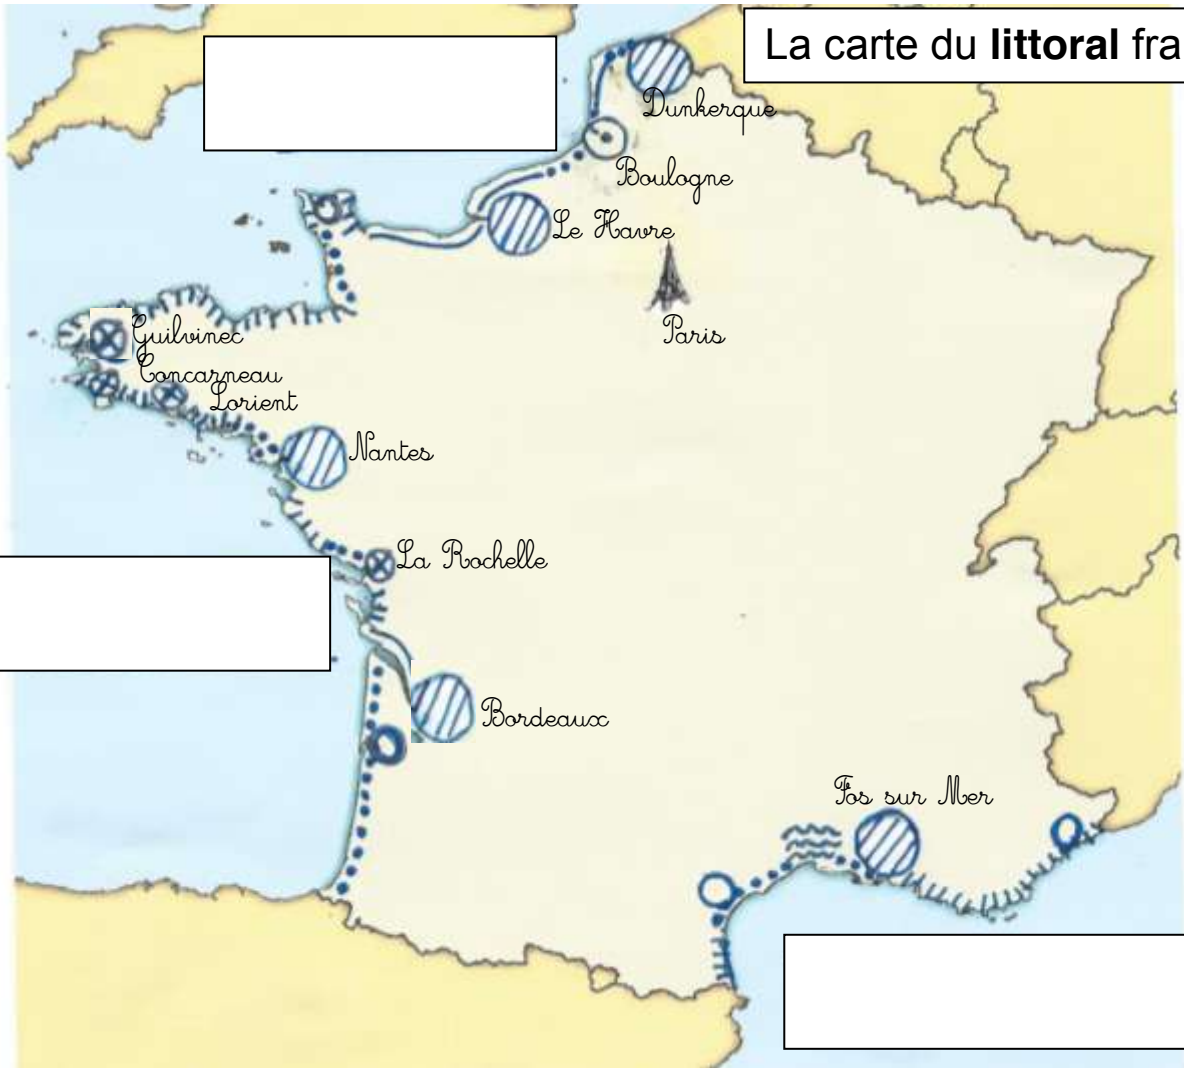 La carte du littoral fra
Dunkerque
Boulogne
Le Havre
Paris
Guilvinec
Concarneau
Lorient
Nantes
La Rochelle
Bordeaux
Fos sur Mer